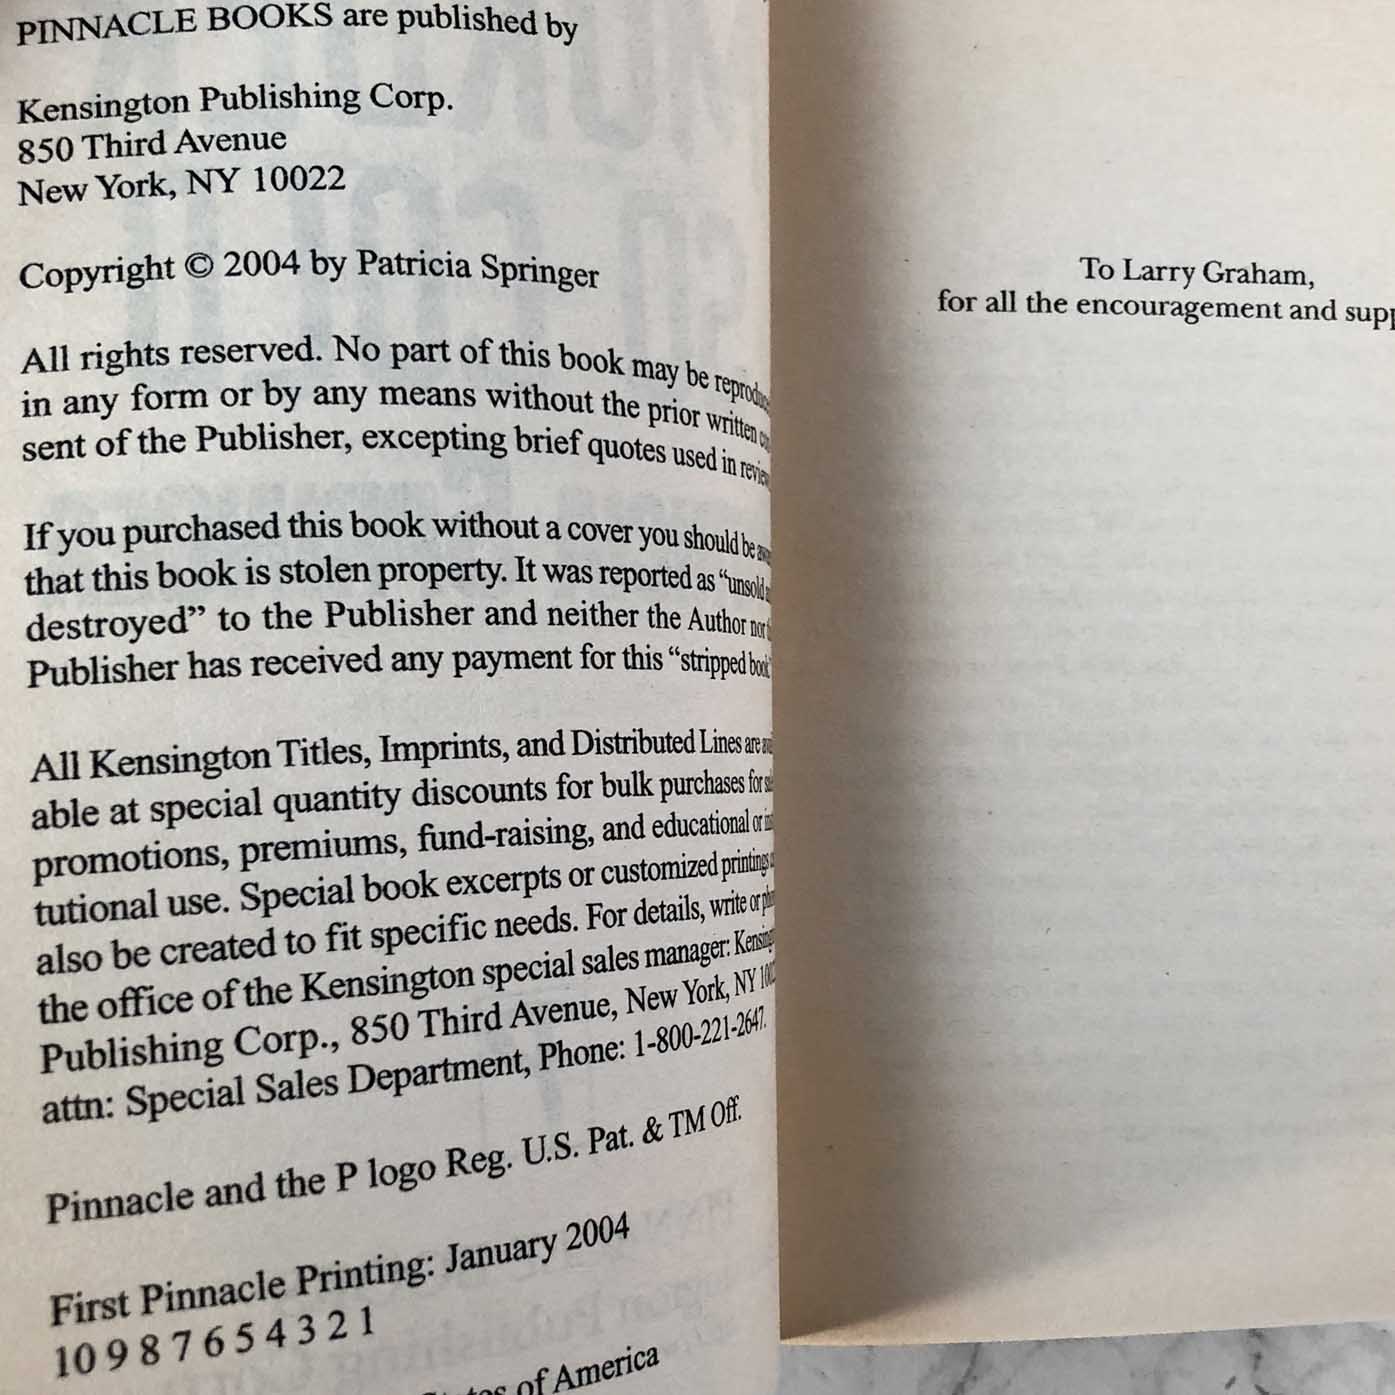 PINNACLE BOOKS are published by
Kensington Publishing Corp.
850 Third Avenue
New York, NY 10022
Copyright © 2004 by Patricia Springer
All rights reserved. No part of this book may be
in any form or by any means without the prior written
sent of the Publisher, excepting brief quotes used in
If you purchased this book without a cover you should be
that this book is stolen property. It was reported as “unsold
destroyed” to the Publisher and neither the Author nor
Publisher has received any payment for this “stripped book
All Kensington Titles, Imprints, and Distributed Lines are
able at special quantity discounts for bulk purchases for
promotions, premiums, fund-raising, and educational or
tutional use. Special book excerpts or customized printings
also be created to fit specific needs. For details, write or
the office of the Kensington special sales manager:
Publishing Corp., 850 Third Avenue, New York, NY
attn: Special Sales Department, Phone: 1-800-221-2647.
Pinnacle and the P logo Reg. U.S. Pat. & TM Off.
First Pinnacle Printing: January 2004
10 9 8 7 6 5 4 3 2 1
of America
To Larry Graham,
for all the encouragement and